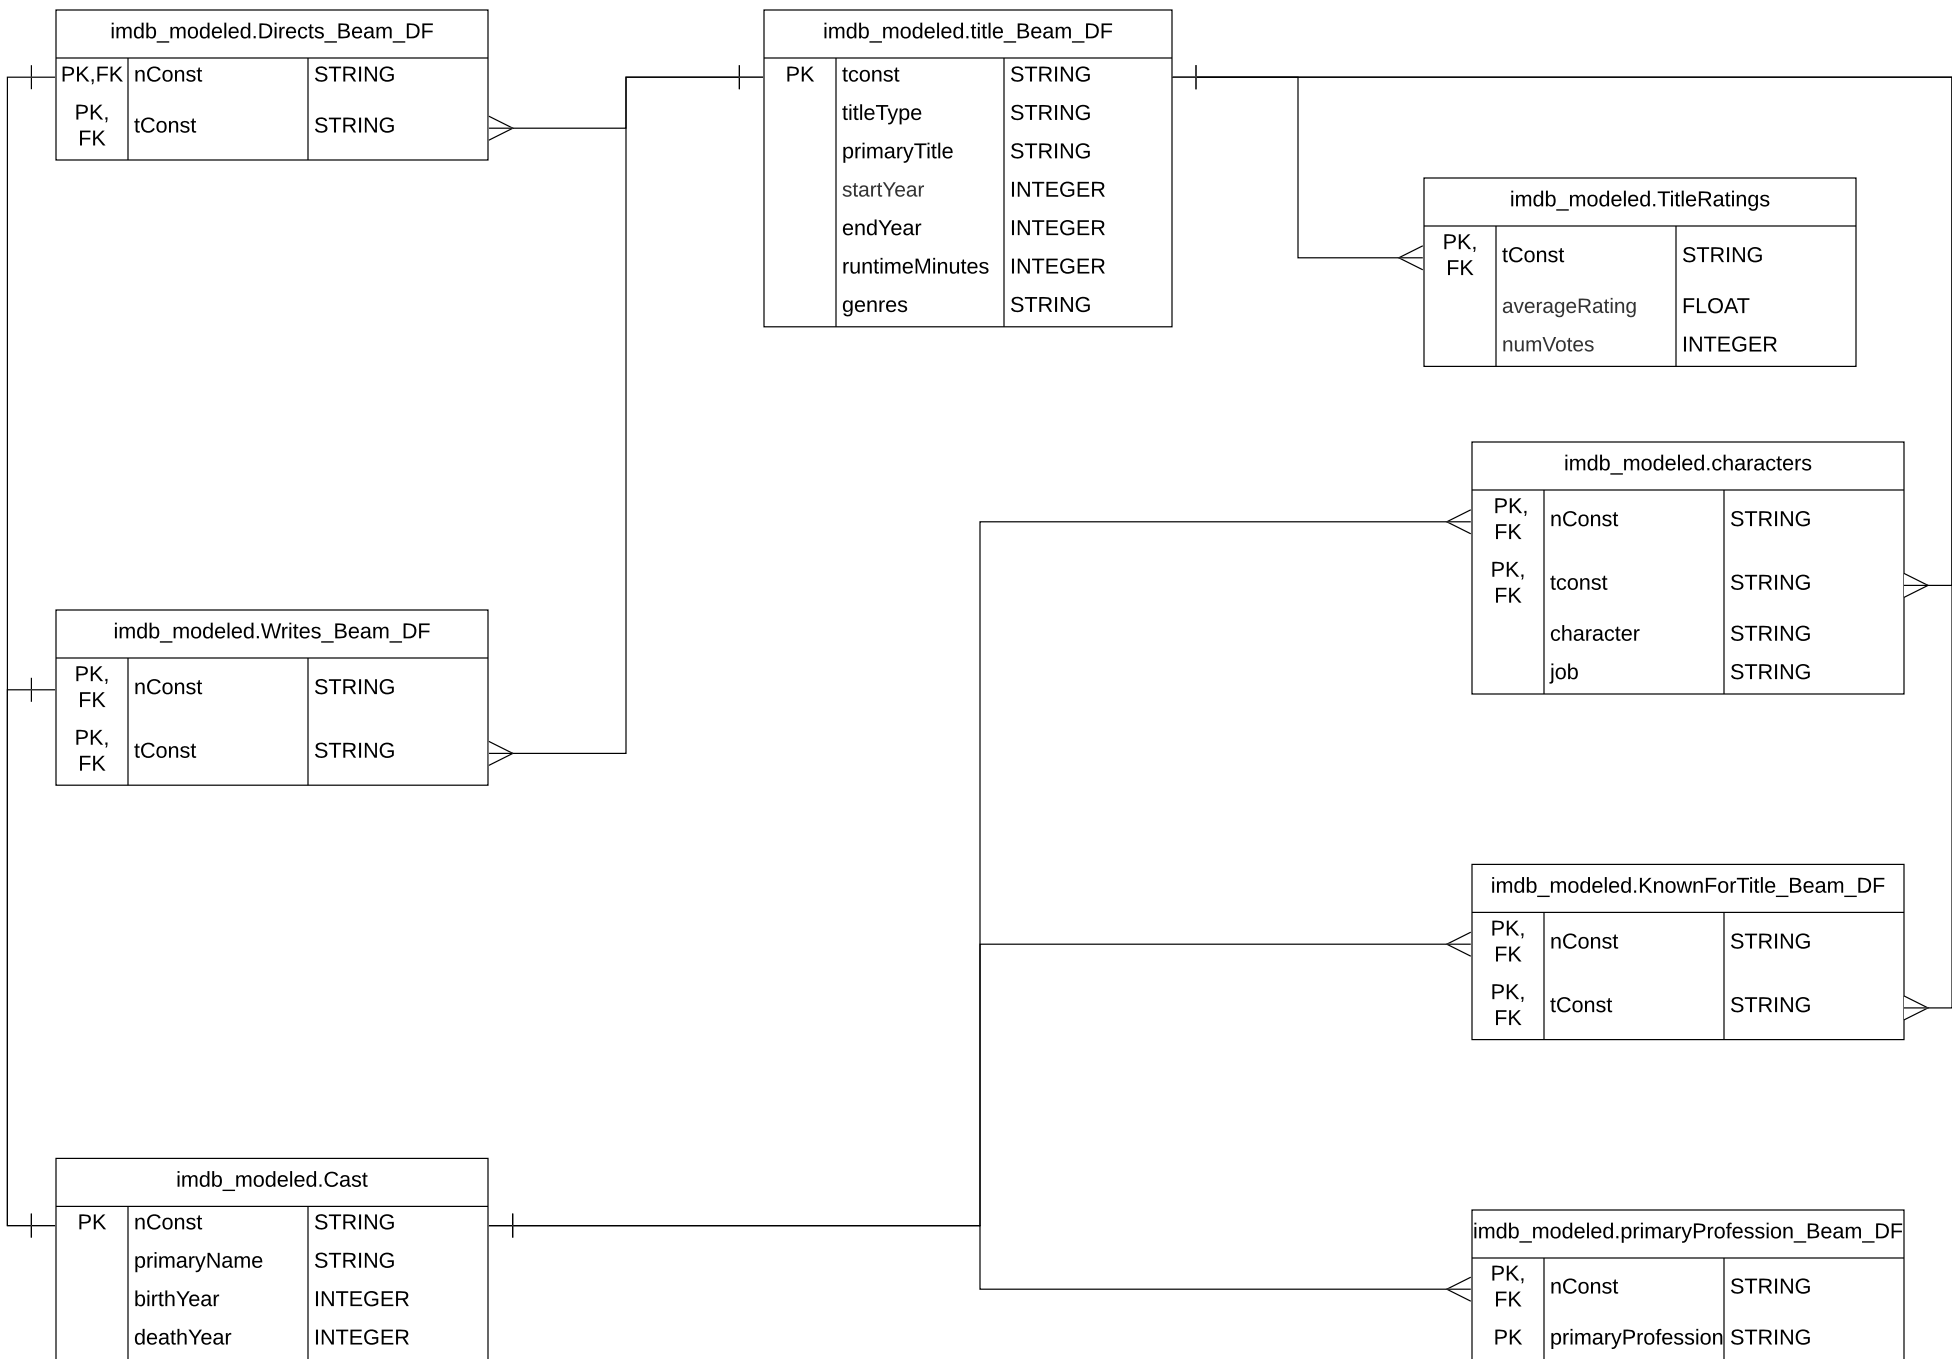 imdb_modeled.Directs_Beam_DF
PK,FK nConst STRING
PK,
FK tConst STRING
imdb_modeled.title_Beam_DF
PK tconst STRING
titleType STRING
primaryTitle STRING
startYear INTEGER
endYear INTEGER
runtimeMinutes INTEGER
genres STRING
imdb_modeled.TitleRatings
PK,
FK tConst STRING
averageRating FLOAT
numVotes INTEGER
imdb_modeled.characters
PK,
FK nConst STRING
PK,
FK tconst STRING
character STRING
job STRING
imdb_modeled.Writes_Beam_DF
PK,
FK nConst STRING
PK,
FK tConst STRING
imdb_modeled.KnownForTitle_Beam_DF
PK,
FK nConst STRING
PK,
FK tConst STRING
imdb_modeled.Cast
PK nConst STRING
primaryName STRING
birthYear INTEGER
deathYear INTEGER
imdb_modeled.primaryProfession_Beam_DF
PK,
FK nConst STRING
PK primaryProfession STRING